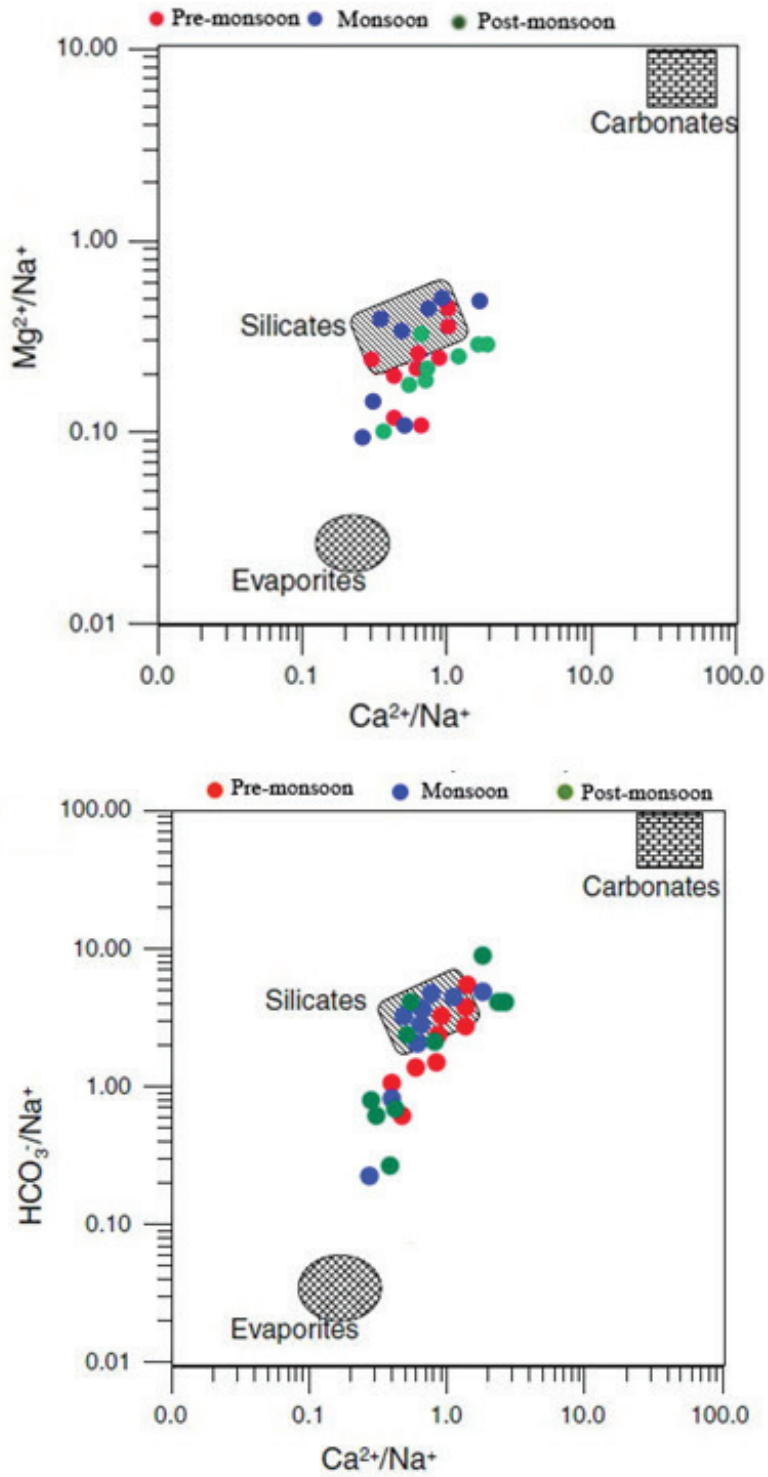 Pre-monsoon Monsoon Post-monsoon
10.00
Carbonates
1.00
Silicates
Mg²⁺/Na⁺
0.10
Evaporites
0.01
0.0 0.1 1.0 10.0 100.0
Ca²⁺/Na⁺
Pre-monsoon Monsoon Post-monsoon
100.00
Carbonates
10.00
Silicates
1.00
HCO₃⁻/Na⁺
0.10
Evaporites
0.01
0.0 0.1 1.0 10.0 100.0
Ca²⁺/Na⁺